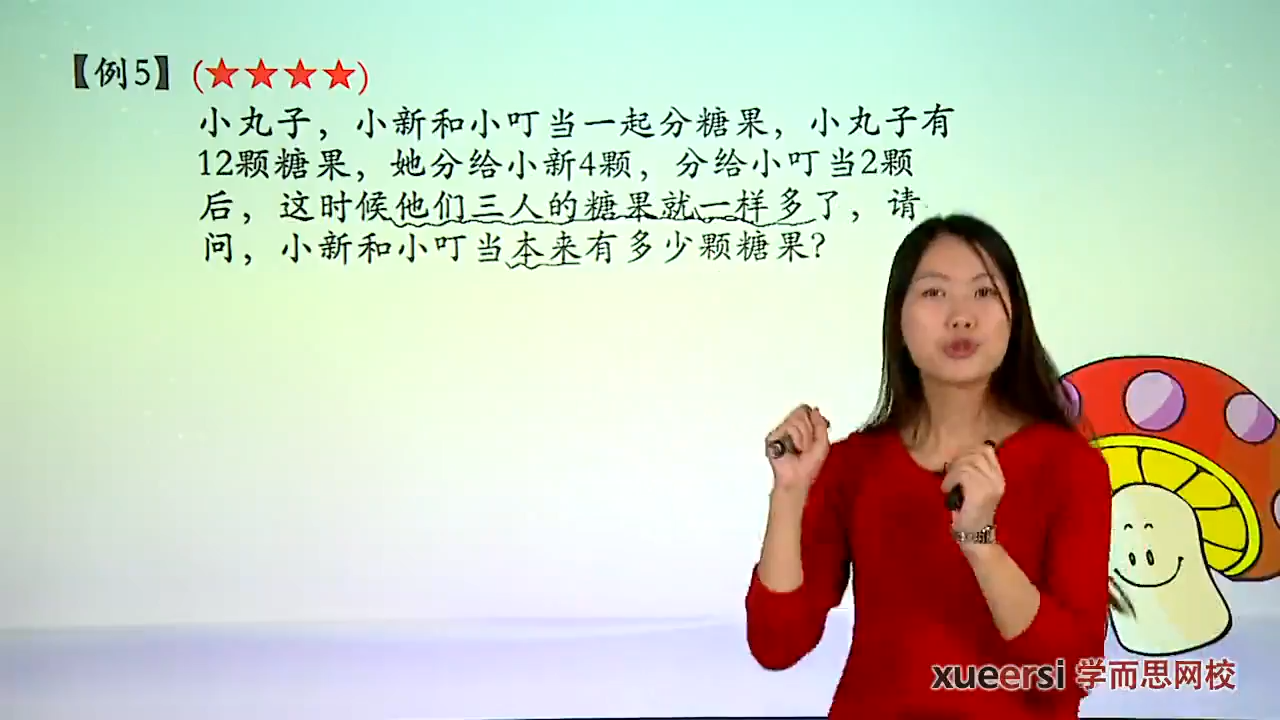 【例5】(★★★★)
小丸子，小新和小叮当一起分糖果，小丸子有
12颗糖果，她分给小新4颗，分给小叮当2颗
后，这时候他们三人的糖果就一样多了，请
问，小新和小叮当本来有多少颗糖果?
xueersi 学而思网校